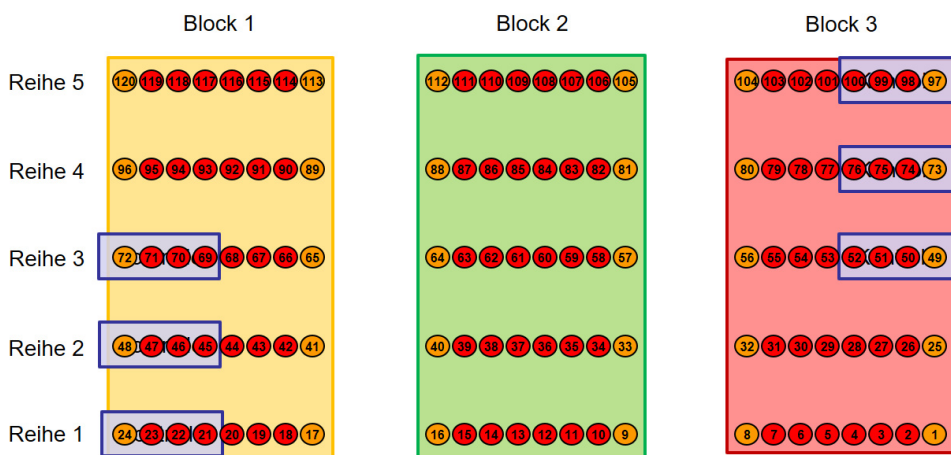 Block 1 Block 2 Block 3
Reihe 5 120 119 118 117 116 115 114 113 112 111 110 109 108 107 106 105 104 103 102 101 100 99 98 97
Reihe 4 96 95 94 93 92 91 90 89 88 87 86 85 84 83 82 81 80 79 78 77 76 75 74 73
Reihe 3 72 71 70 69 68 67 66 65 64 63 62 61 60 59 58 57 56 55 54 53 52 51 50 49
Reihe 2 48 47 46 45 44 43 42 41 40 39 38 37 36 35 34 33 32 31 30 29 28 27 26 25
Reihe 1 24 23 22 21 20 19 18 17 16 15 14 13 12 11 10 9 8 7 6 5 4 3 2 1